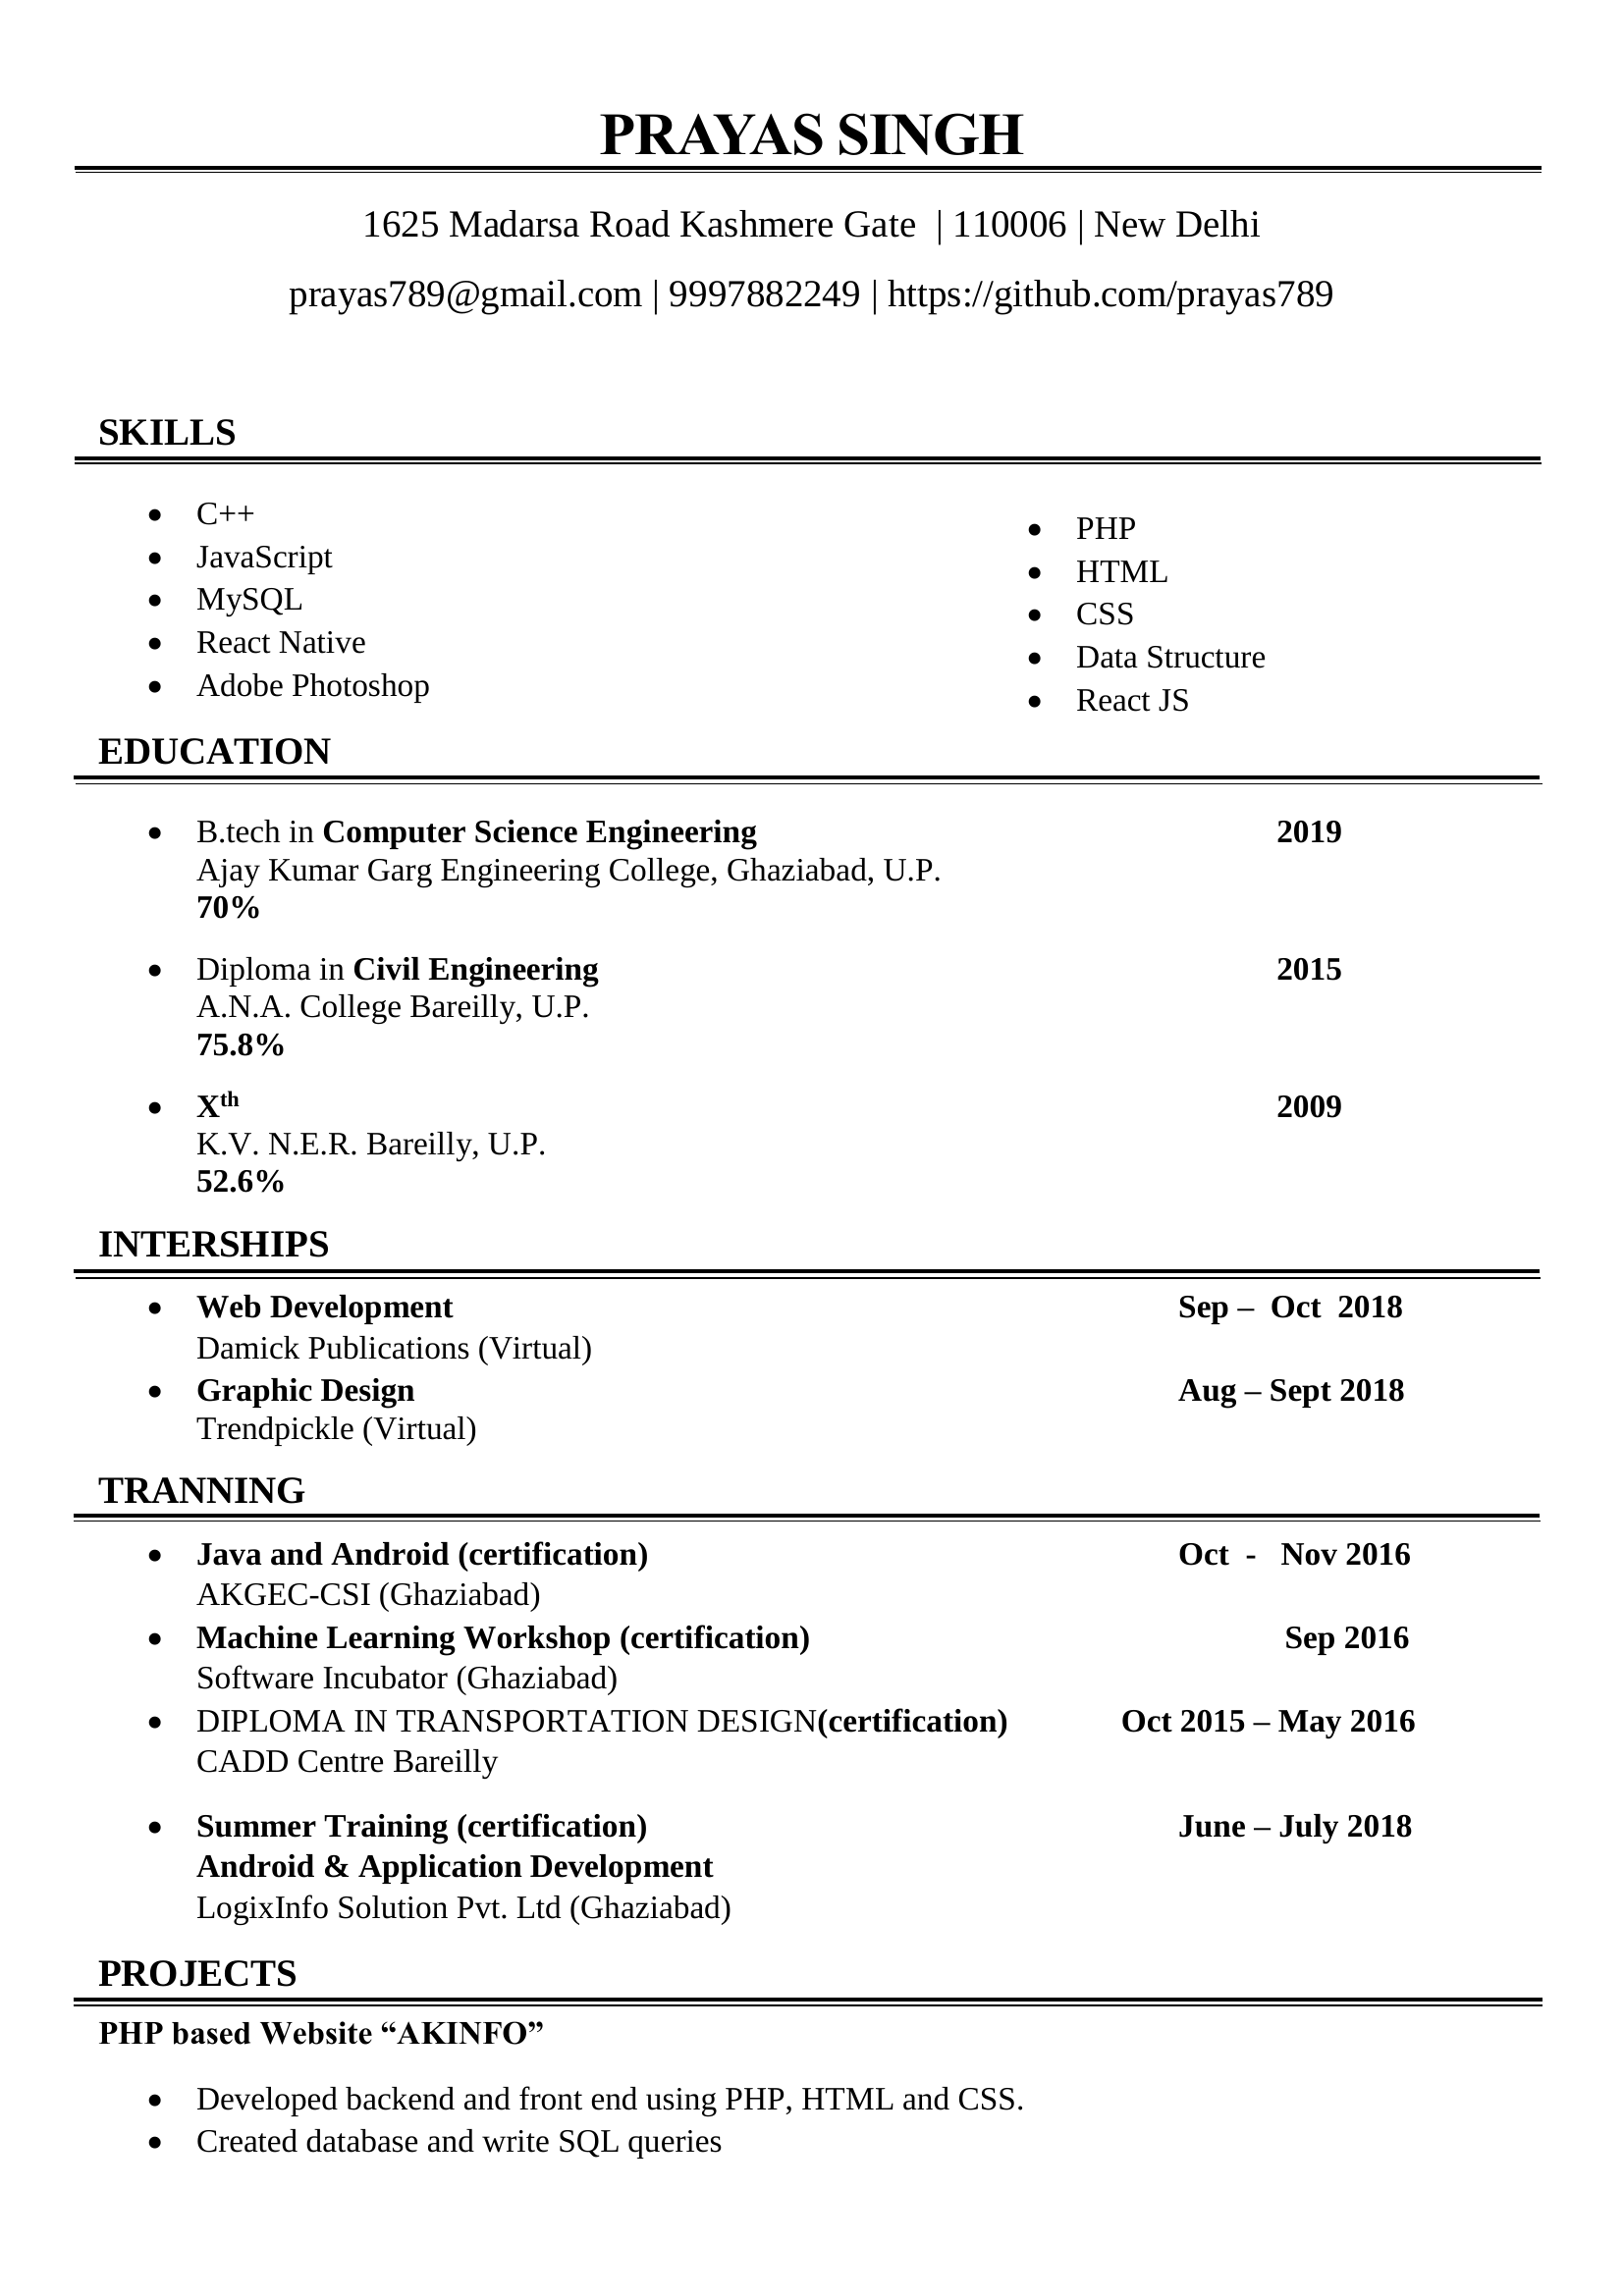 PRAYAS SINGH
1625 Madarsa Road Kashmere Gate | 110006 | New Delhi
prayas789@gmail.com | 9997882249 | https://github.com/prayas789
SKILLS
• C++
• JavaScript
• MySQL
• React Native
• Adobe Photoshop
• PHP
• HTML
• CSS
• Data Structure
• React JS
EDUCATION
• B.tech in Computer Science Engineering 2019
Ajay Kumar Garg Engineering College, Ghaziabad, U.P.
70%
• Diploma in Civil Engineering 2015
A.N.A. College Bareilly, U.P.
75.8%
• Xth 2009
K.V. N.E.R. Bareilly, U.P.
52.6%
INTERSHIPS
• Web Development Sep – Oct 2018
Damick Publications (Virtual)
• Graphic Design Aug – Sept 2018
Trendpickle (Virtual)
TRANNING
• Java and Android (certification) Oct - Nov 2016
AKGEC-CSI (Ghaziabad)
• Machine Learning Workshop (certification) Sep 2016
Software Incubator (Ghaziabad)
• DIPLOMA IN TRANSPORTATION DESIGN(certification) Oct 2015 – May 2016
CADD Centre Bareilly
• Summer Training (certification) June – July 2018
Android & Application Development
LogixInfo Solution Pvt. Ltd (Ghaziabad)
PROJECTS
PHP based Website “AKINFO”
• Developed backend and front end using PHP, HTML and CSS.
• Created database and write SQL queries